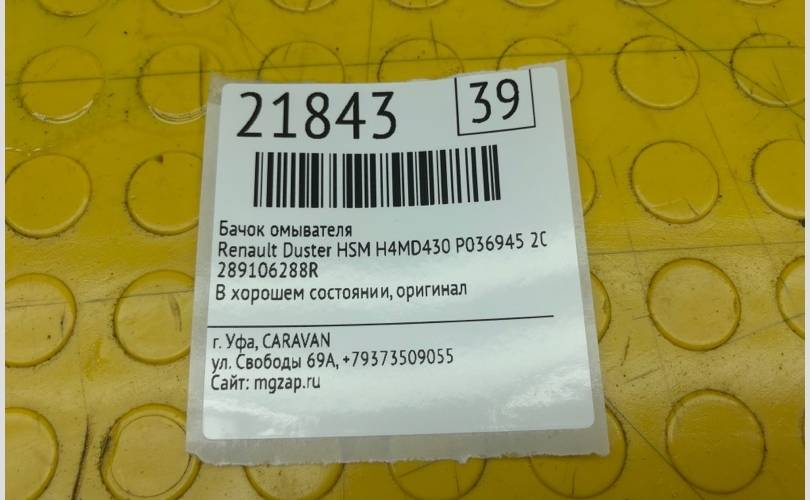 21843
39
Бачок омывателя
Renault Duster HSM H4MD430 P036945 2C
289106288R
В хорошем состоянии, оригинал
г. Уфа, CARAVAN
ул. Свободы 69А, +79373509055
Сайт: mgzap.ru